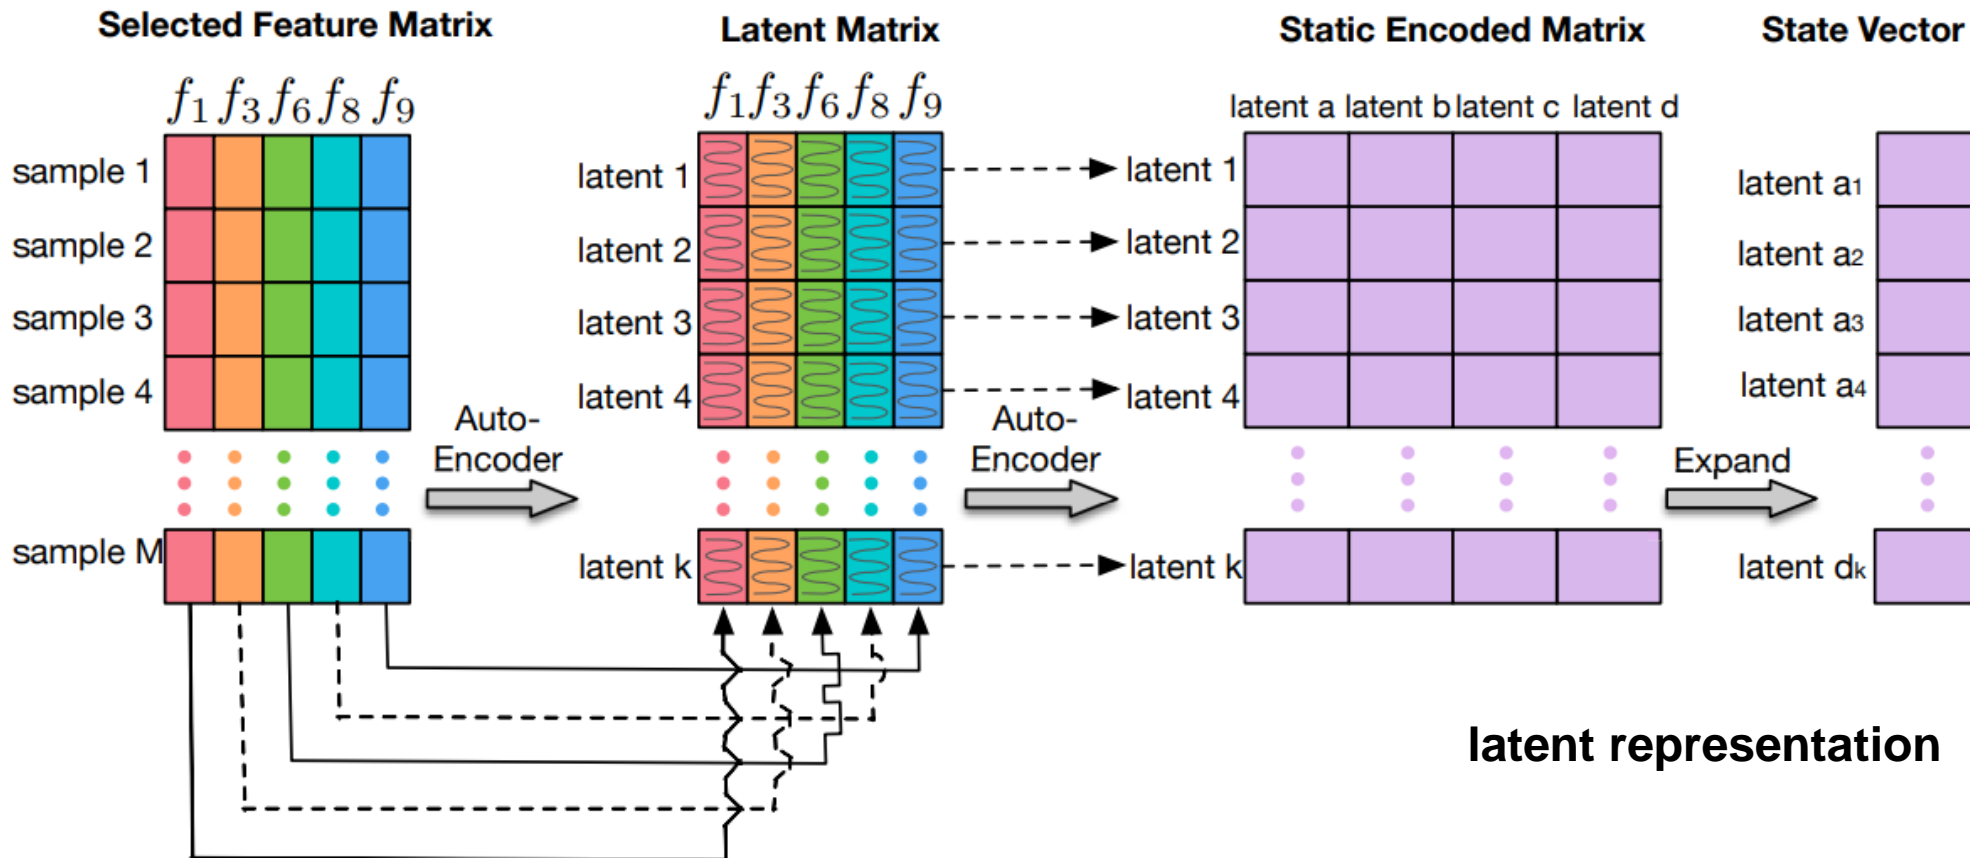 Selected Feature Matrix
Latent Matrix
Static Encoded Matrix
State Vector
f1 f3 f6 f8 f9
f1 f3 f6 f8 f9
latent a latent b latent c latent d
sample 1
latent 1
latent 1
latent a1
sample 2
latent 2
latent 2
latent a2
sample 3
latent 3
latent 3
latent a3
sample 4
latent 4
latent 4
latent a4
Auto-
Encoder
Auto-
Encoder
Expand
sample M
latent k
latent k
latent dk
latent representation